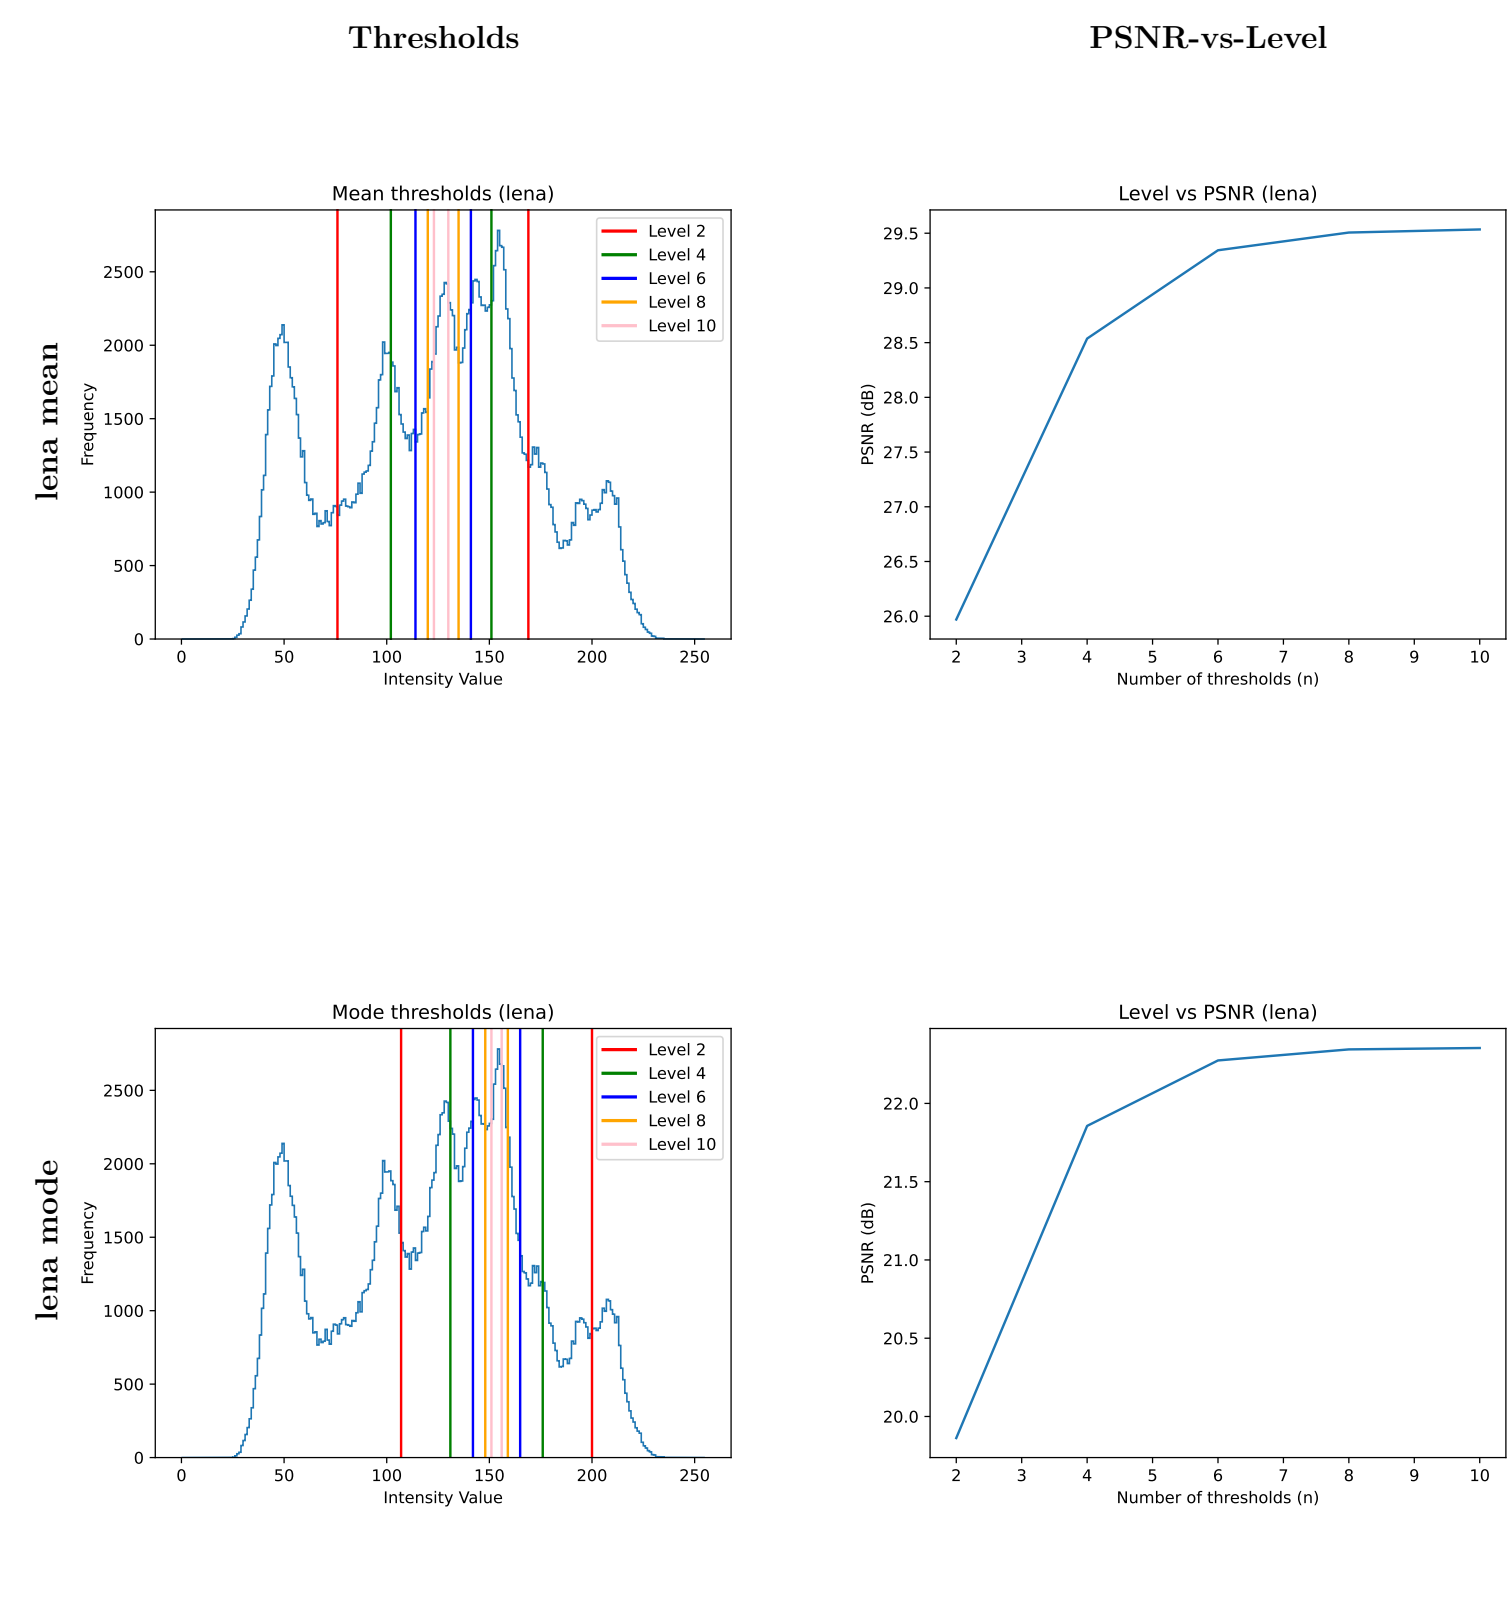 Thresholds
PSNR-vs-Level
lena mean
Mean thresholds (lena)
Frequency
2500
2000
1500
1000
500
0
0 50 100 150 200 250
Intensity Value
Level 2
Level 4
Level 6
Level 8
Level 10
Level vs PSNR (lena)
PSNR (dB)
29.5
29.0
28.5
28.0
27.5
27.0
26.5
26.0
2 3 4 5 6 7 8 9 10
Number of thresholds (n)
lena mode
Mode thresholds (lena)
Frequency
2500
2000
1500
1000
500
0
0 50 100 150 200 250
Intensity Value
Level 2
Level 4
Level 6
Level 8
Level 10
Level vs PSNR (lena)
PSNR (dB)
22.0
21.5
21.0
20.5
20.0
2 3 4 5 6 7 8 9 10
Number of thresholds (n)